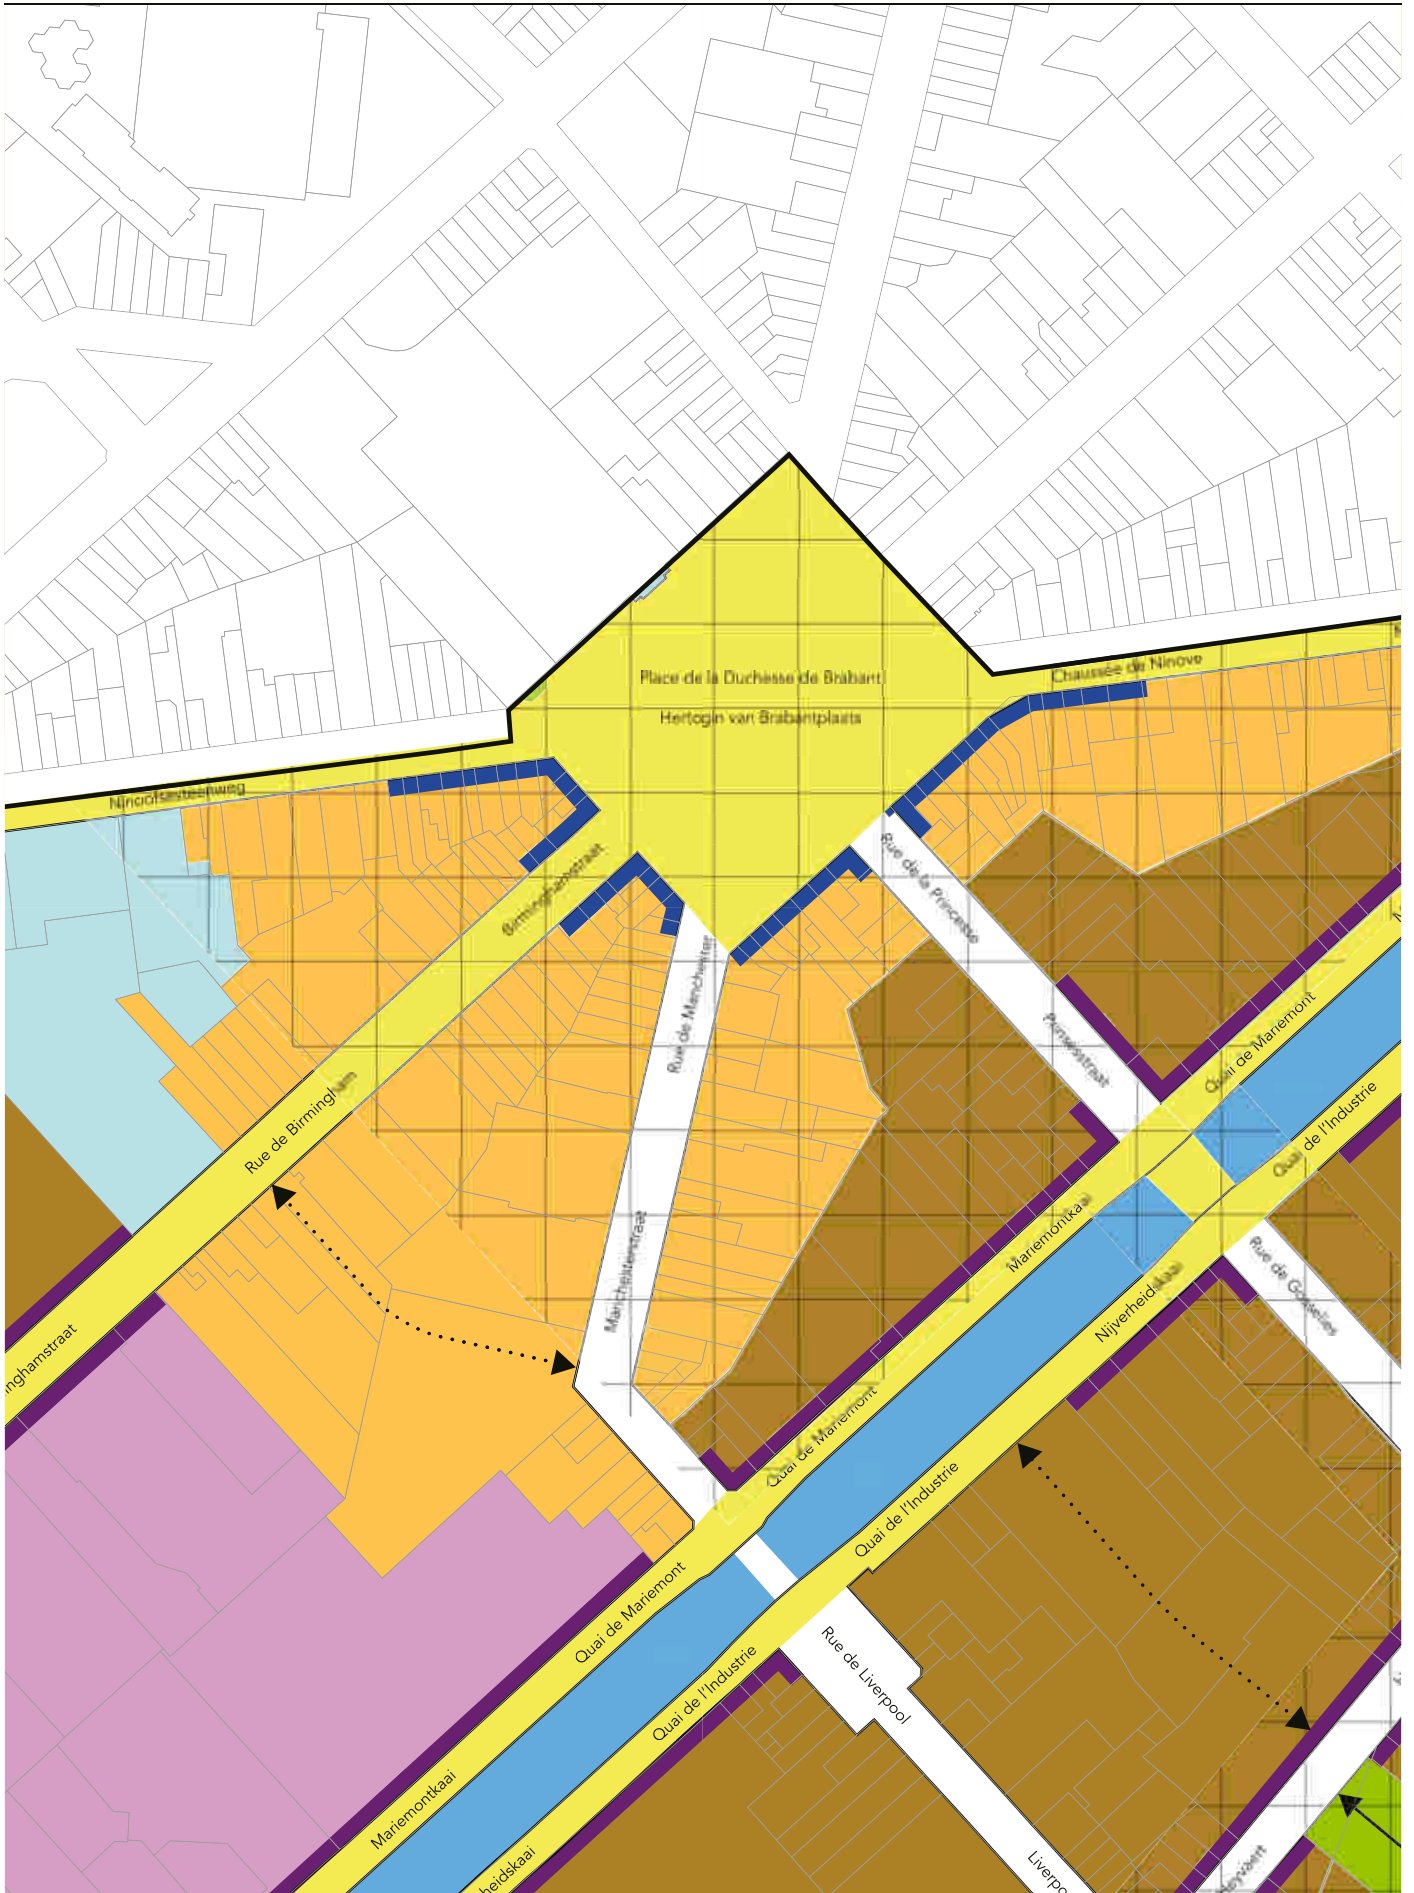 Chaussée de Ninove
Place de la Duchesse de Brabant
Hertogin van Brabantplaats
Ninoofsesteenweg
Birminghamstraat
Rue de la Princesse
Rue de Manchester
Prinsesstraat
Quai de Mariemont
Rue de Birmingham
Quai de l'Industrie
Mariemontkaai
Manchesterstraat
Rue de Gosselies
Nijverheidskaai
inghamstraat
Quai de Mariemont
Quai de l'Industrie
Quai de Mariemont
Rue de Liverpool
Quai de l'Industrie
Mariemontkaai
heidskaai
Liverpo